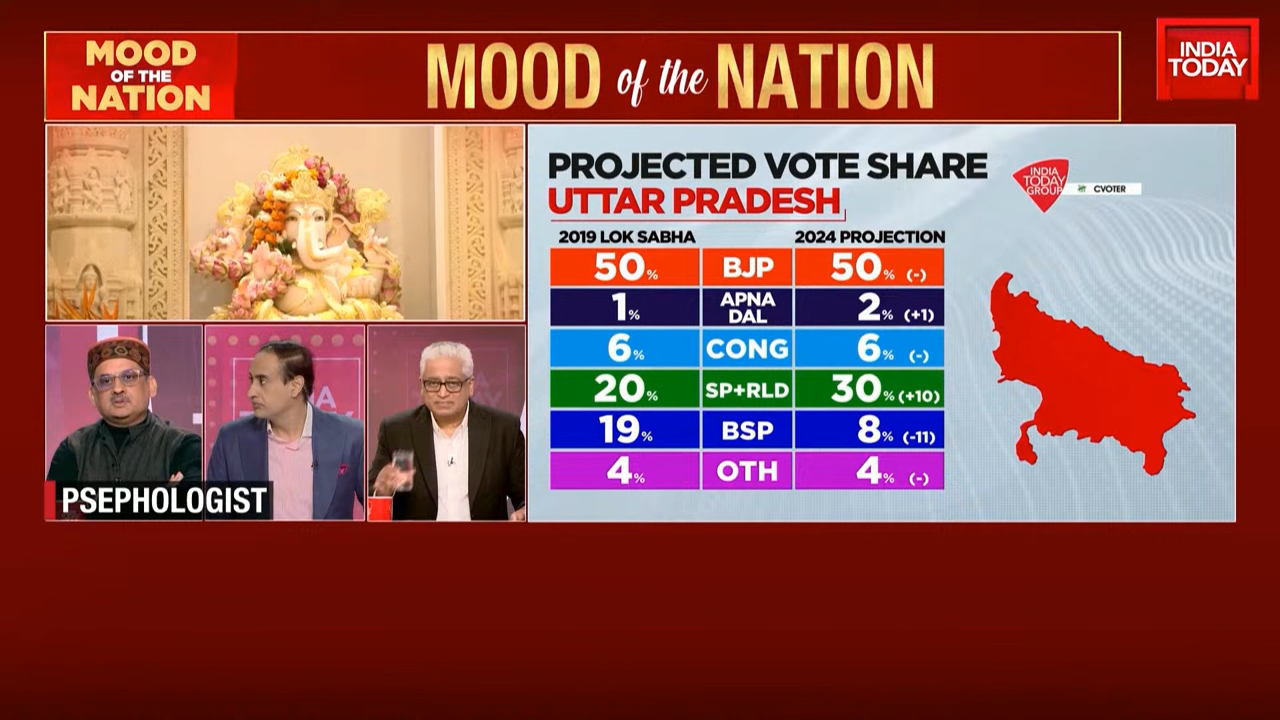 MOOD
OF THE
NATION
MOOD of the NATION
INDIA
TODAY
PROJECTED VOTE SHARE
UTTAR PRADESH
INDIA
TODAY
GROUP
CVOTER
2019 LOK SABHA 2024 PROJECTION
50% BJP 50% (-)
1% APNA DAL 2% (+1)
6% CONG 6% (-)
20% SP+RLD 30% (+10)
19% BSP 8% (-11)
4% OTH 4% (-)
PSEPHOLOGIST